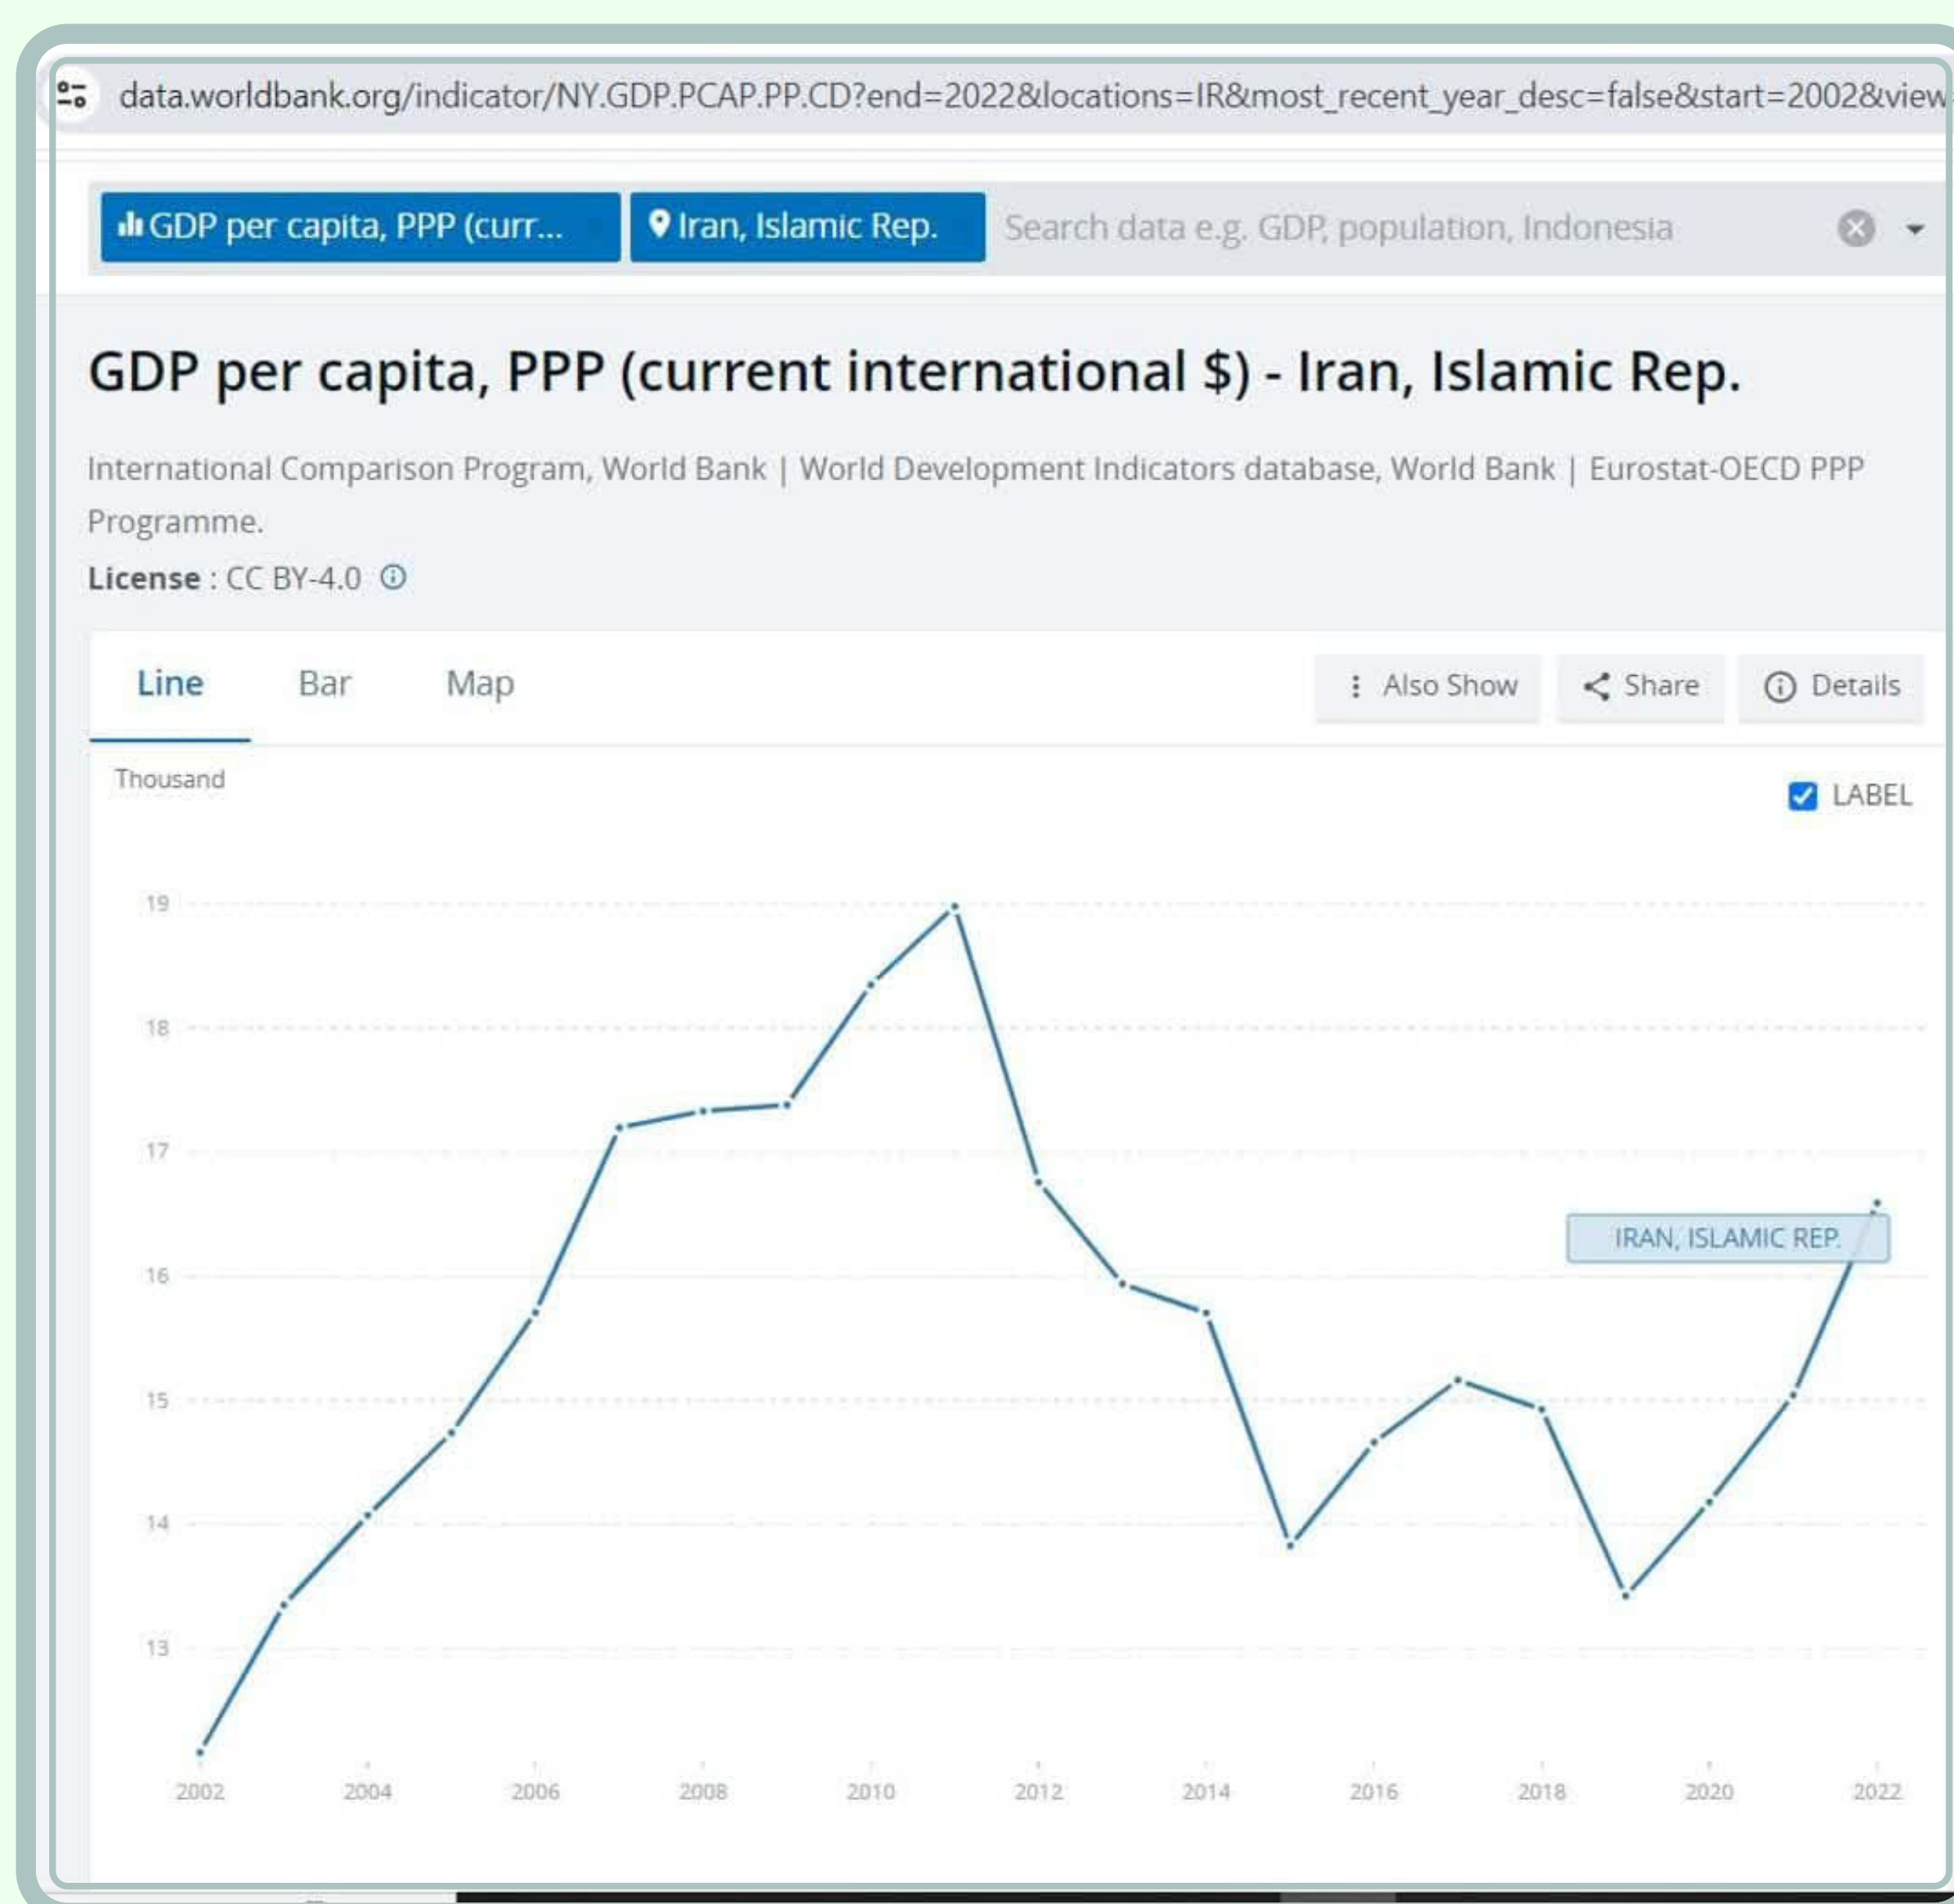 data.worldbank.org/indicator/NY.GDP.PCAP.PP.CD?end=2022&locations=IR&most_recent_year_desc=false&start=2002&view
GDP per capita, PPP (curr... Iran, Islamic Rep. Search data e.g. GDP, population, Indonesia
GDP per capita, PPP (current international $) - Iran, Islamic Rep.
International Comparison Program, World Bank | World Development Indicators database, World Bank | Eurostat-OECD PPP
Programme.
License : CC BY-4.0
Line Bar Map Also Show Share Details
Thousand
LABEL
19
18
17
IRAN, ISLAMIC REP.
16
15
14
13
2002 2004 2006 2008 2010 2012 2014 2016 2018 2020 2022